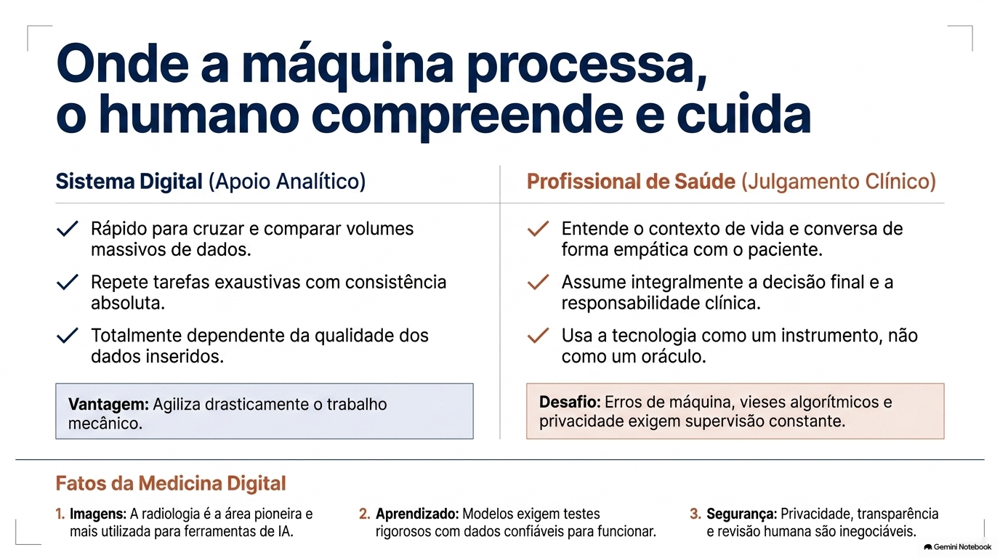 Onde a máquina processa,
o humano compreende e cuida
Sistema Digital (Apoio Analítico)
Rápido para cruzar e comparar volumes
massivos de dados.
Repete tarefas exaustivas com consistência
absoluta.
Totalmente dependente da qualidade dos
dados inseridos.
Vantagem: Agiliza drasticamente o trabalho
mecânico.
Profissional de Saúde (Julgamento Clínico)
Entende o contexto de vida e conversa de
forma empática com o paciente.
Assume integralmente a decisão final e a
responsabilidade clínica.
Usa a tecnologia como um instrumento, não
como um oráculo.
Desafio: Erros de máquina, vieses algorítmicos e
privacidade exigem supervisão constante.
Fatos da Medicina Digital
1. Imagens: A radiologia é a área pioneira e
mais utilizada para ferramentas de IA.
2. Aprendizado: Modelos exigem testes
rigorosos com dados confiáveis para funcionar.
3. Segurança: Privacidade, transparência
e revisão humana são inegociáveis.
Gemini Notebook